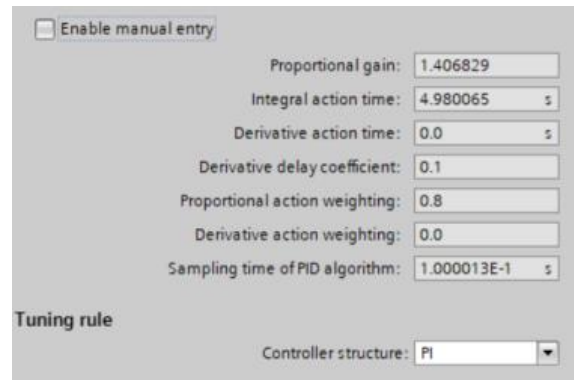 Enable manual entry
Proportional gain: 1.406829
Integral action time: 4.980065 s
Derivative action time: 0.0 s
Derivative delay coefficient: 0.1
Proportional action weighting: 0.8
Derivative action weighting: 0.0
Sampling time of PID algorithm: 1.000013E-1 s
Tuning rule
Controller structure: PI